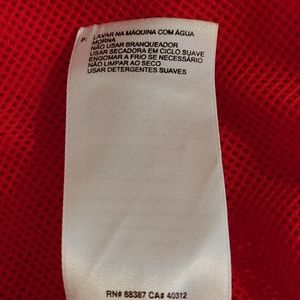 P: LAVAR NA MÁQUINA COM ÁGUA
MORNA
NÃO USAR BRANQUEADOR
USAR SECADORA EM CICLO SUAVE
ENGOMAR A FRIO SE NECESSÁRIO
NÃO LIMPAR AO SECO
USAR DETERGENTES SUAVES
RN# 88387 CA# 40312